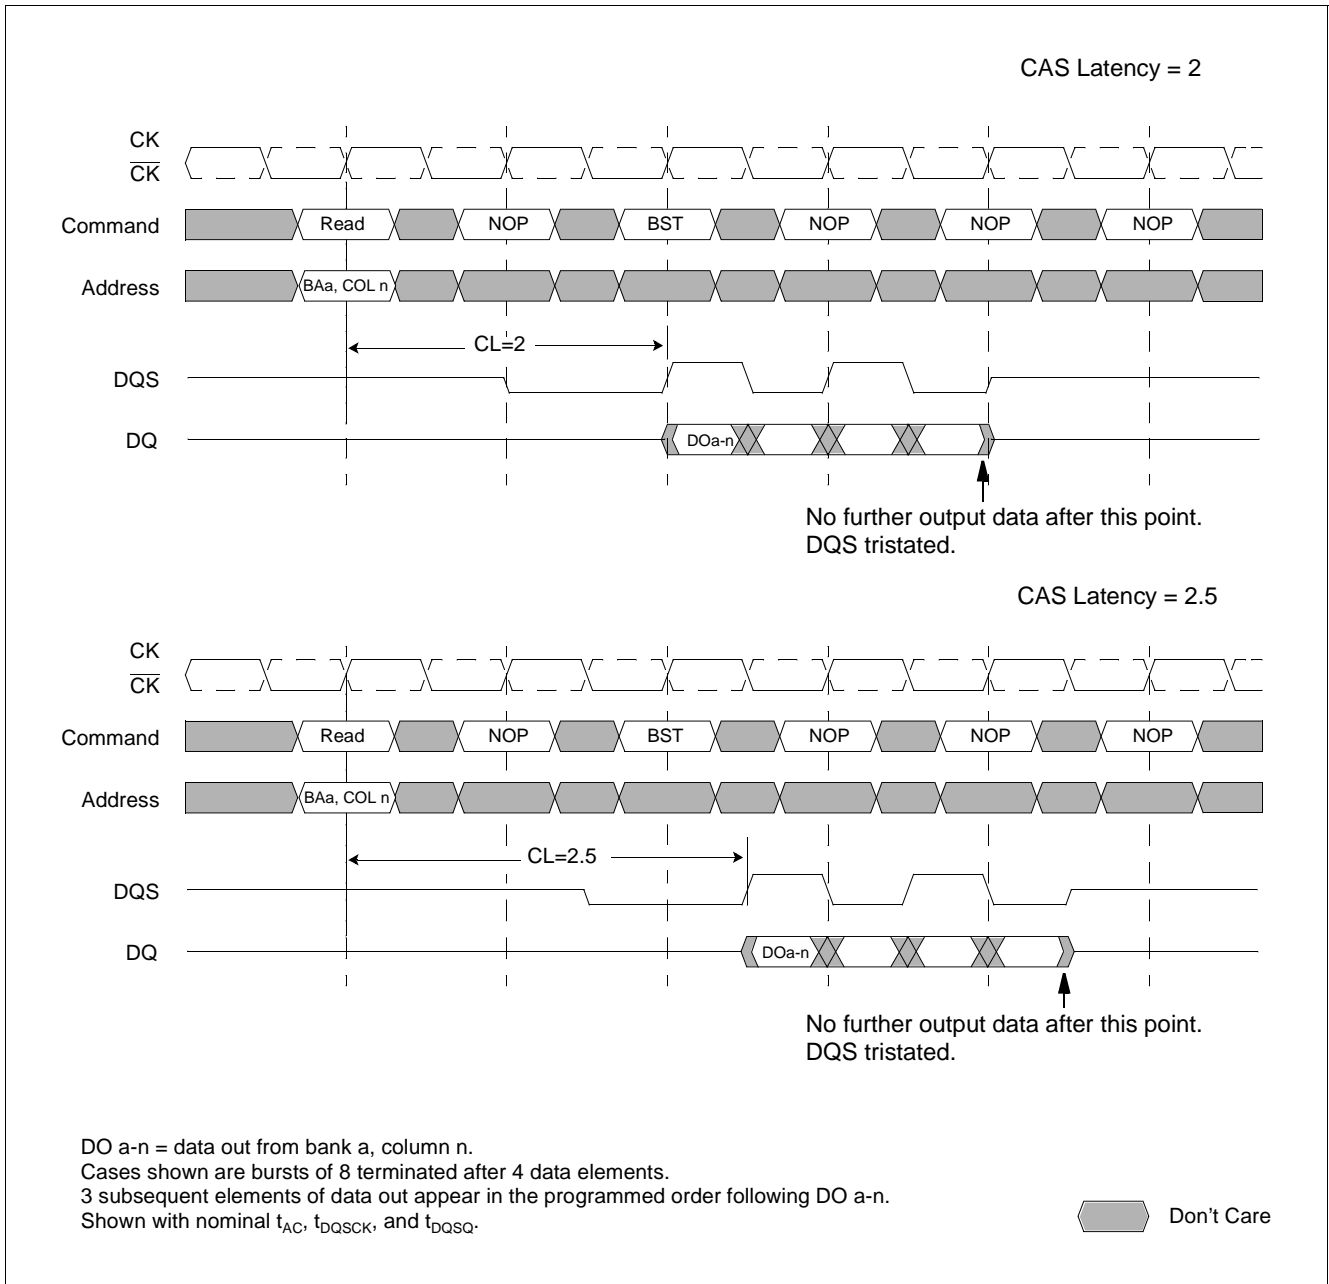 CAS Latency = 2
CK
CK
Command Read NOP BST NOP NOP NOP
Address BAa, COL n
CL=2
DQS
DQ DOa-n
No further output data after this point.
DQS tristated.
CAS Latency = 2.5
CK
CK
Command Read NOP BST NOP NOP NOP
Address BAa, COL n
CL=2.5
DQS
DQ DOa-n
No further output data after this point.
DQS tristated.
DO a-n = data out from bank a, column n.
Cases shown are bursts of 8 terminated after 4 data elements.
3 subsequent elements of data out appear in the programmed order following DO a-n.
Shown with nominal tAC, tDQSCK, and tDQSQ.
Don't Care